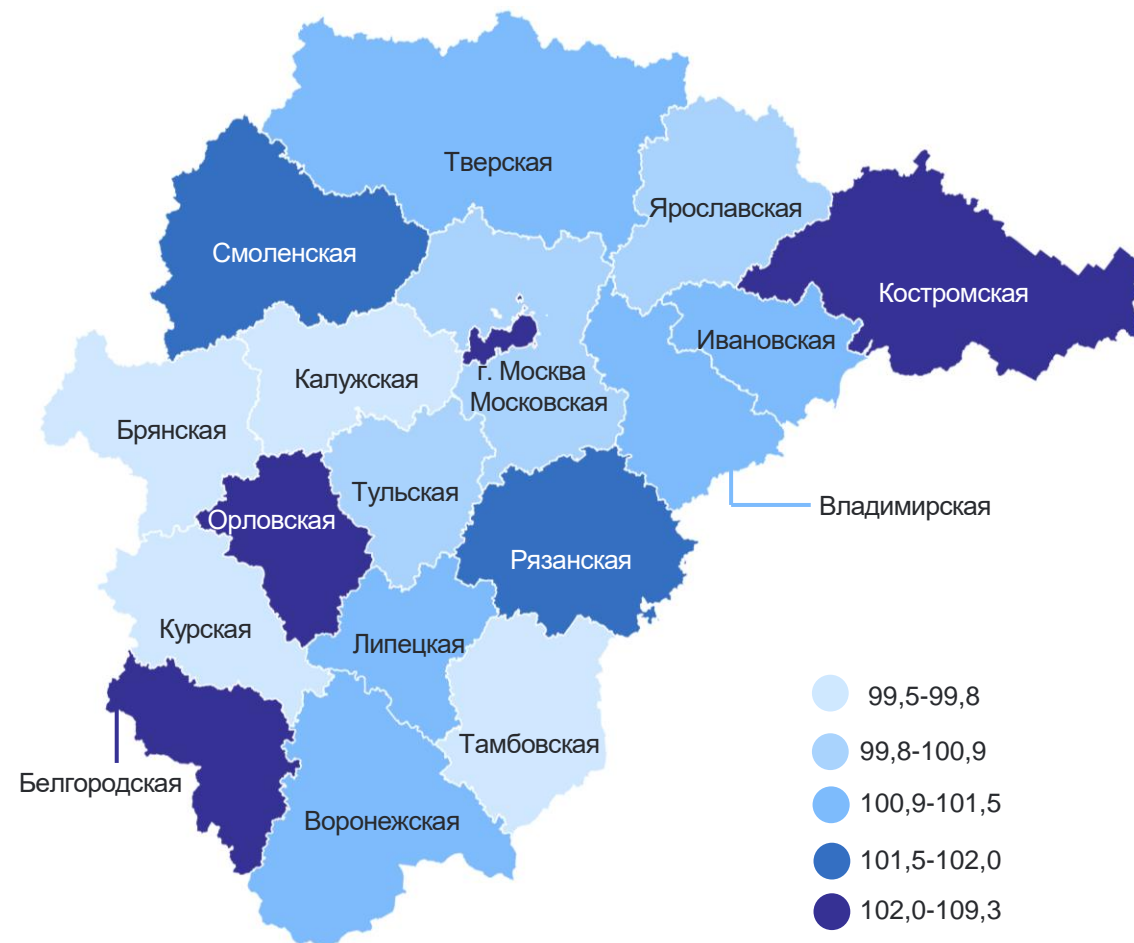 Тверская
Ярославская
Смоленская
Костромская
Ивановская
г. Москва
Московская
Калужская
Брянская
Тульская
Владимирская
Орловская
Рязанская
Курская
Липецкая
Тамбовская
Белгородская
Воронежская
99,5-99,8
99,8-100,9
100,9-101,5
101,5-102,0
102,0-109,3